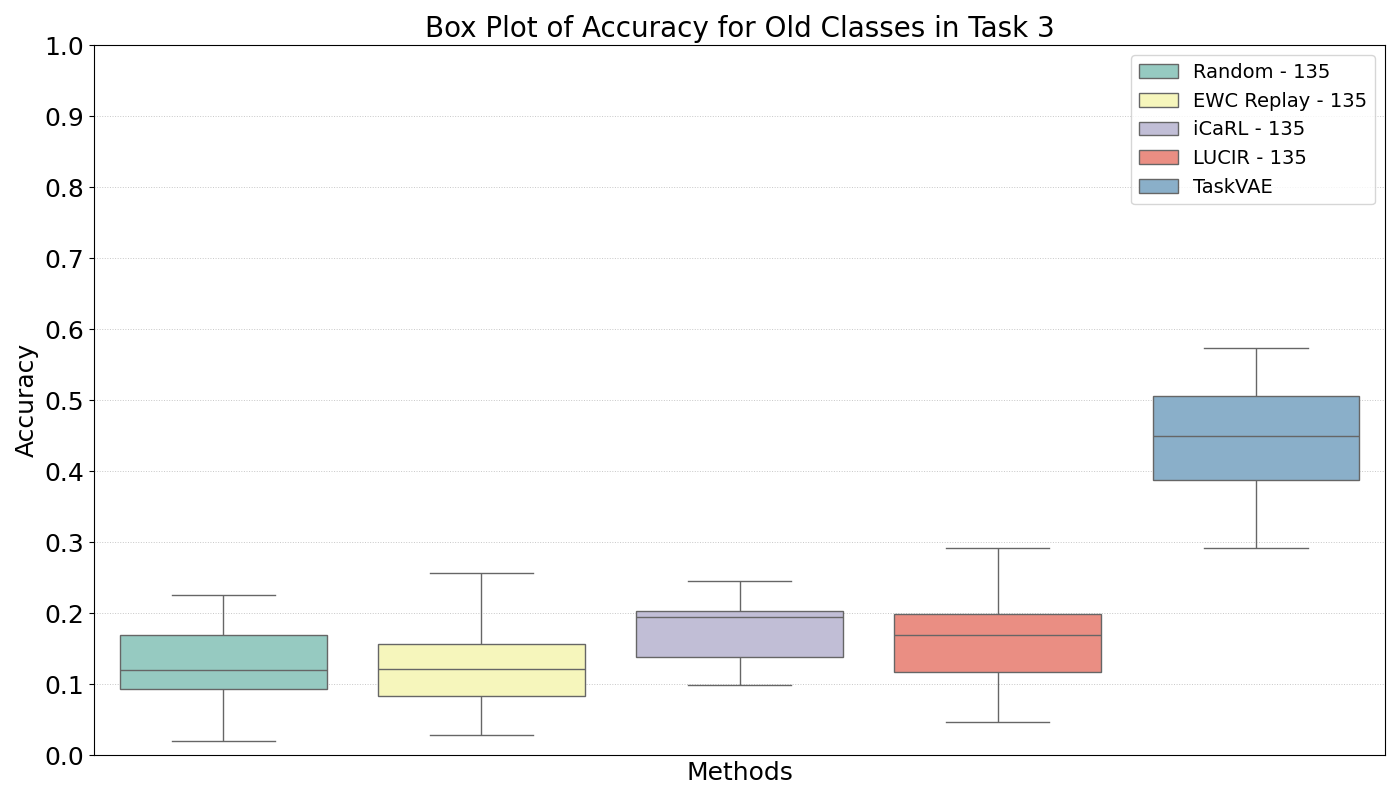 Box Plot of Accuracy for Old Classes in Task 3
1.0
0.9
0.8
0.7
0.6
0.5
0.4
0.3
0.2
0.1
0.0
Accuracy
Methods
Random - 135
EWC Replay - 135
iCaRL - 135
LUCIR - 135
TaskVAE